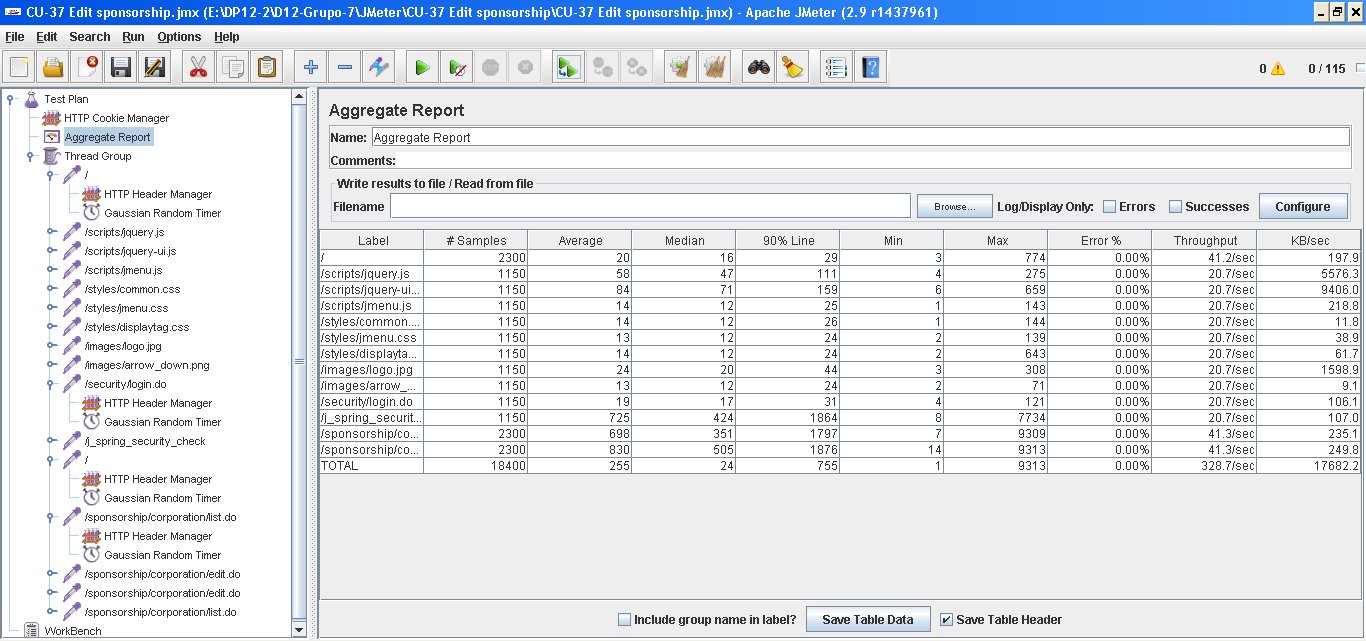 CU-37 Edit sponsorship.jmx (E:\DP12-2\D12-Grupo-7\JMeter\CU-37 Edit sponsorship\CU-37 Edit sponsorship.jmx) - Apache JMeter (2.9 r1437961)
File Edit Search Run Options Help
0 0 / 115
Test Plan
HTTP Cookie Manager
Aggregate Report
Thread Group
/
HTTP Header Manager
Gaussian Random Timer
/scripts/jquery.js
/scripts/jquery-ui.js
/scripts/jmenu.js
/styles/common.css
/styles/jmenu.css
/styles/displaytag.css
/images/logo.jpg
/images/arrow_down.png
/security/login.do
HTTP Header Manager
Gaussian Random Timer
/j_spring_security_check
/
HTTP Header Manager
Gaussian Random Timer
/sponsorship/corporation/list.do
HTTP Header Manager
Gaussian Random Timer
/sponsorship/corporation/edit.do
/sponsorship/corporation/edit.do
/sponsorship/corporation/list.do
WorkBench
Aggregate Report
Name: Aggregate Report
Comments:
Write results to file / Read from file
Filename Browse... Log/Display Only: Errors Successes Configure
Label # Samples Average Median 90% Line Min Max Error % Throughput KB/sec
/ 2300 20 16 29 3 774 0.00% 41.2/sec 197.9
/scripts/jquery.js 1150 58 47 111 4 275 0.00% 20.7/sec 5576.3
/scripts/jquery-ui... 1150 84 71 159 6 659 0.00% 20.7/sec 9406.0
/scripts/jmenu.js 1150 14 12 25 1 143 0.00% 20.7/sec 218.8
/styles/common.... 1150 14 12 26 1 144 0.00% 20.7/sec 11.8
/styles/jmenu.css 1150 13 12 24 2 139 0.00% 20.7/sec 38.9
/styles/displayta... 1150 14 12 24 2 643 0.00% 20.7/sec 61.7
/images/logo.jpg 1150 24 20 44 3 308 0.00% 20.7/sec 1598.9
/images/arrow_... 1150 13 12 24 2 71 0.00% 20.7/sec 9.1
/security/login.do 1150 19 17 31 4 121 0.00% 20.7/sec 106.1
/j_spring_securit... 1150 725 424 1864 8 7734 0.00% 20.7/sec 107.0
/sponsorship/co... 2300 698 351 1797 7 9309 0.00% 41.3/sec 235.1
/sponsorship/co... 2300 830 505 1876 14 9313 0.00% 41.3/sec 249.8
TOTAL 18400 255 24 755 1 9313 0.00% 328.7/sec 17682.2
Include group name in label? Save Table Data Save Table Header